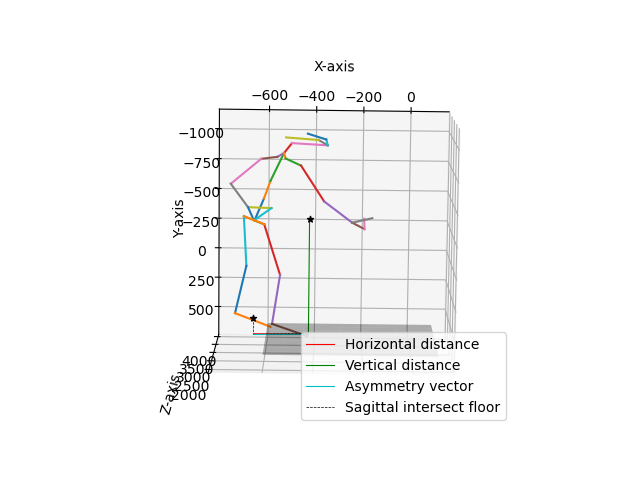 X-axis
−600 −400 −200 0
−1000
−750
−500
Y-axis
−250
0
250
500
4000
3500
3000
2500
2000
Z-axis
Horizontal distance
Vertical distance
Asymmetry vector
Sagittal intersect floor